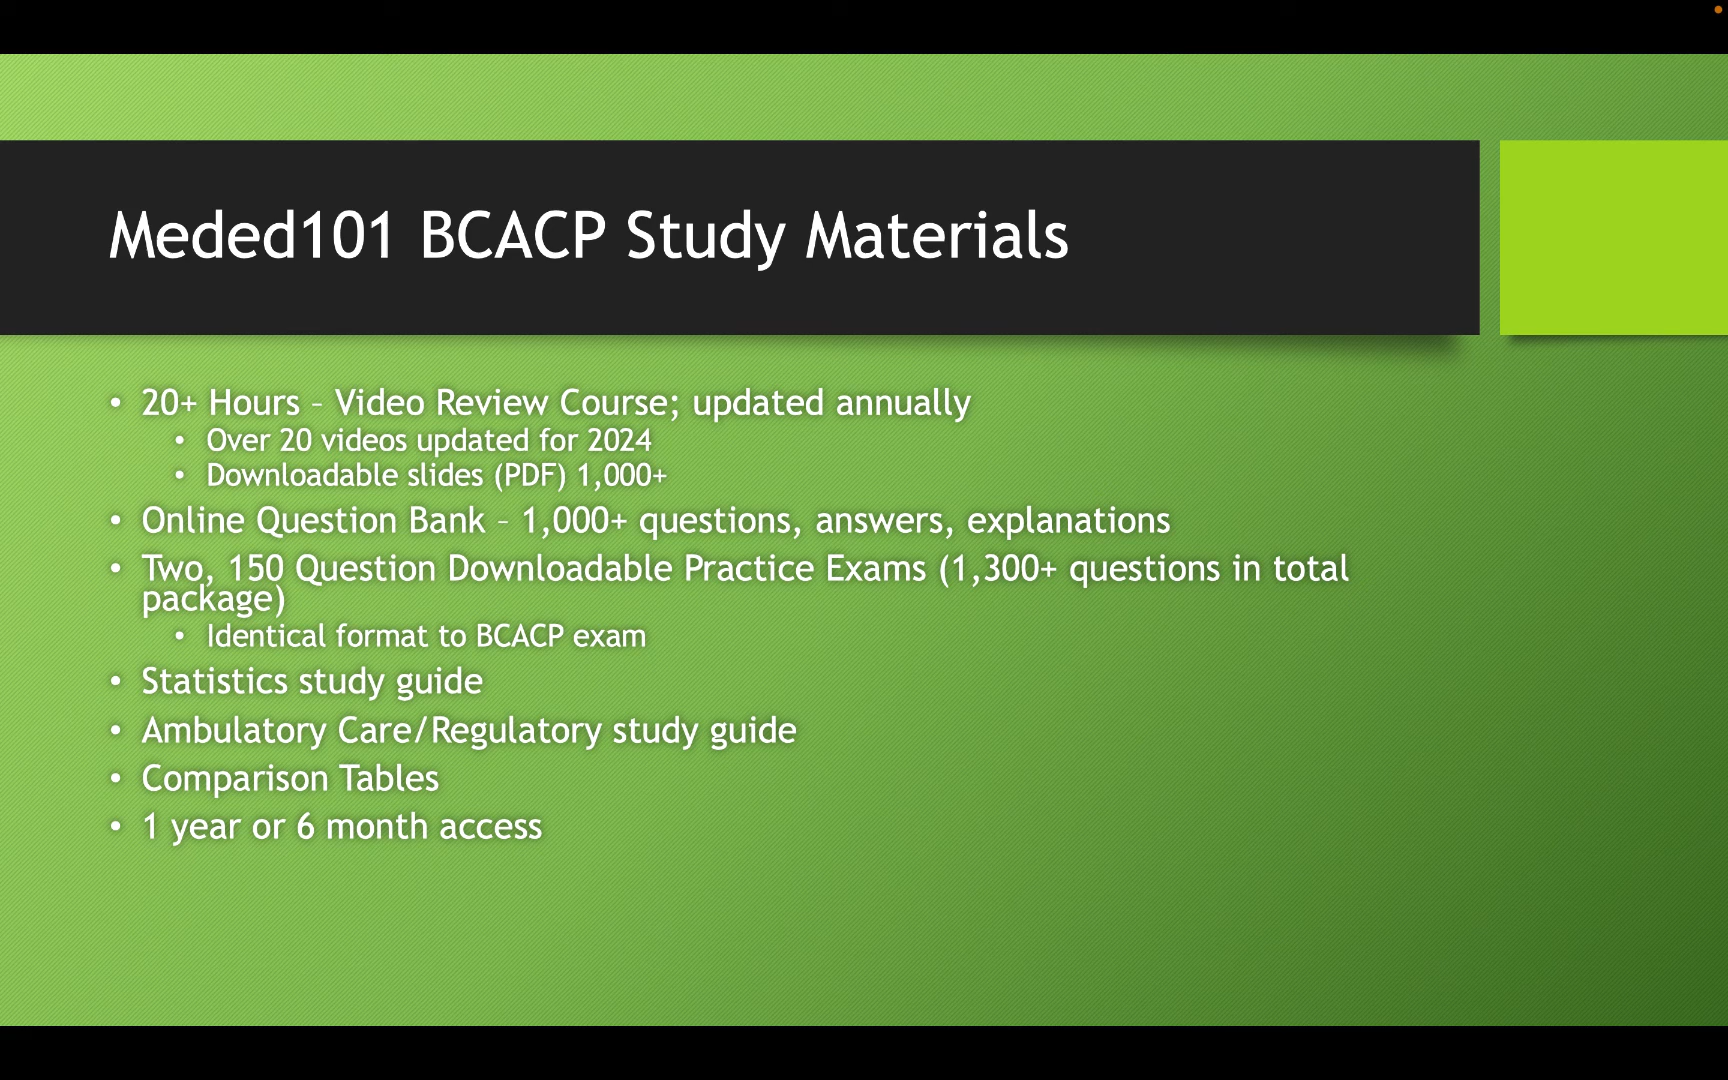 Meded101 BCACP Study Materials
• 20+ Hours – Video Review Course; updated annually
• Over 20 videos updated for 2024
• Downloadable slides (PDF) 1,000+
• Online Question Bank – 1,000+ questions, answers, explanations
• Two, 150 Question Downloadable Practice Exams (1,300+ questions in total
package)
• Identical format to BCACP exam
• Statistics study guide
• Ambulatory Care/Regulatory study guide
• Comparison Tables
• 1 year or 6 month access